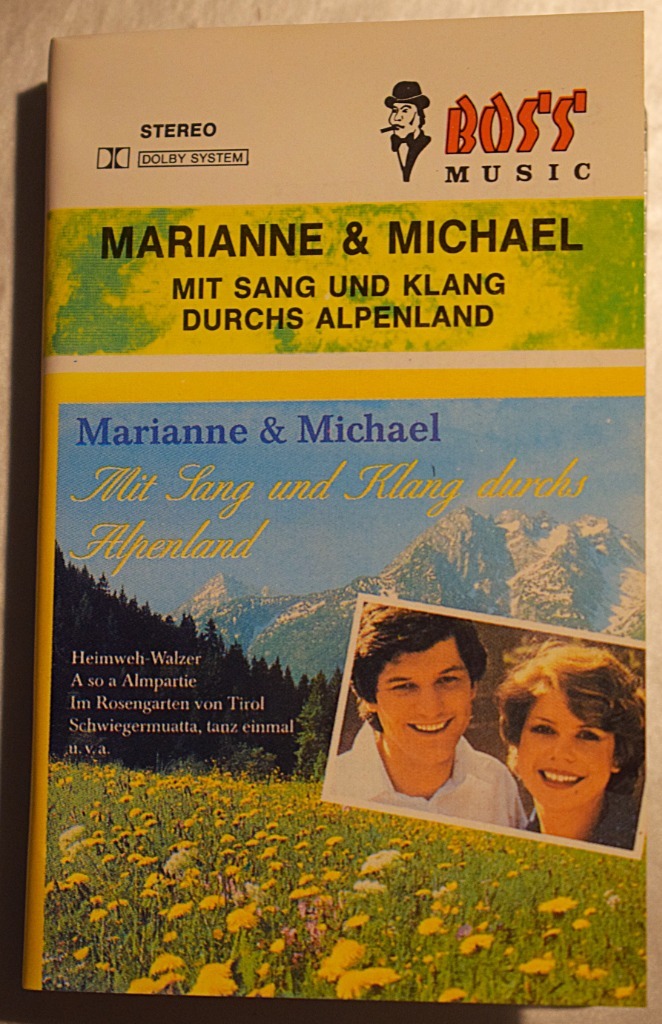 STEREO
DOLBY SYSTEM
BOSS
MUSIC
MARIANNE & MICHAEL
MIT SANG UND KLANG
DURCHS ALPENLAND
Marianne & Michael
Mit Sang und Klang durchs
Alpenland
Heimweh-Walzer
A so a Almpartie
Im Rosengarten von Tirol
Schwiegermuatta, tanz einmal
u. v. a.